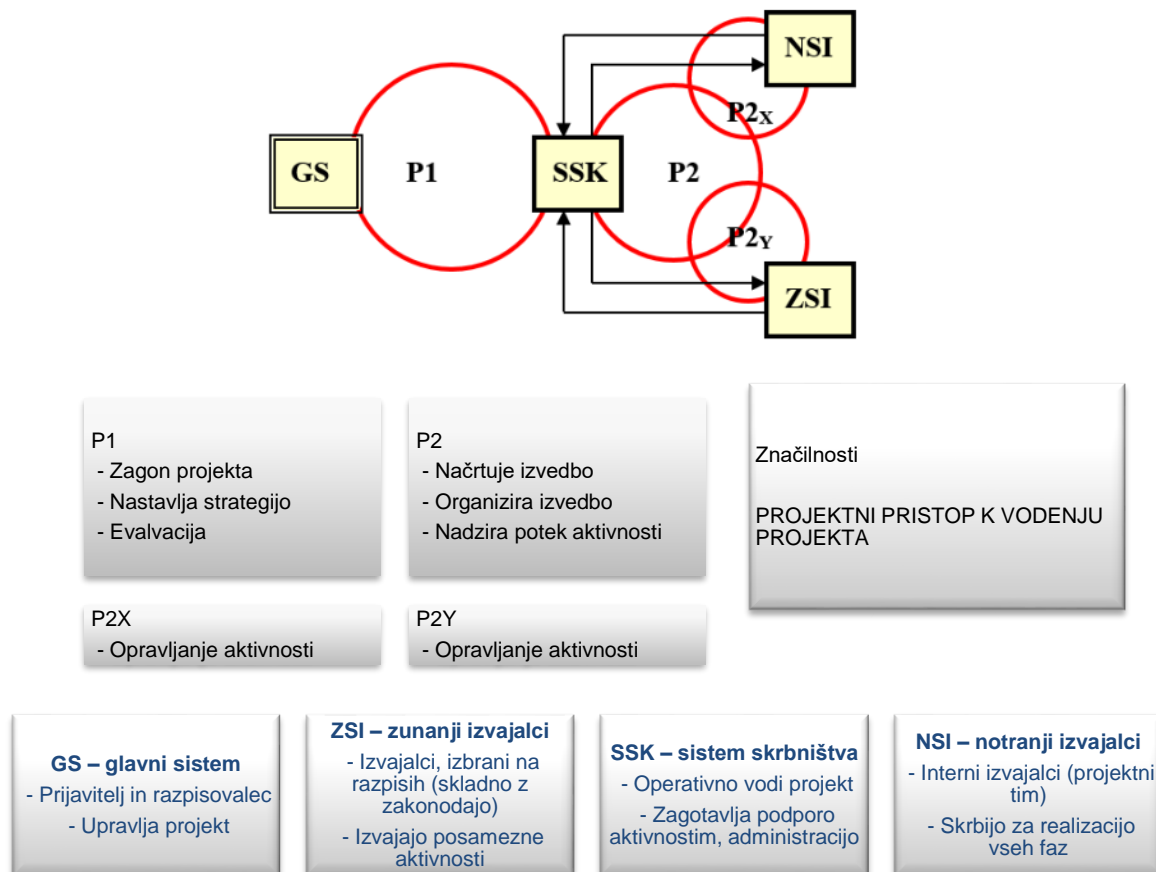 NSI
P2X
GS
P1
SSK
P2
P2Y
ZSI
P1
- Zagon projekta
- Nastavlja strategijo
- Evalvacija
P2
- Načrtuje izvedbo
- Organizira izvedbo
- Nadzira potek aktivnosti
Značilnosti
PROJEKTNI PRISTOP K VODENJU
PROJEKTA
P2X
- Opravljanje aktivnosti
P2Y
- Opravljanje aktivnosti
GS – glavni sistem
- Prijavitelj in razpisovalec
- Upravlja projekt
ZSI – zunanji izvajalci
- Izvajalci, izbrani na
razpisih (skladno z
zakonodajo)
- Izvajajo posamezne
aktivnosti
SSK – sistem skrbništva
- Operativno vodi projekt
- Zagotavlja podporo
aktivnostim, administracijo
NSI – notranji izvajalci
- Interni izvajalci (projektni
tim)
- Skrbijo za realizacijo
vseh faz